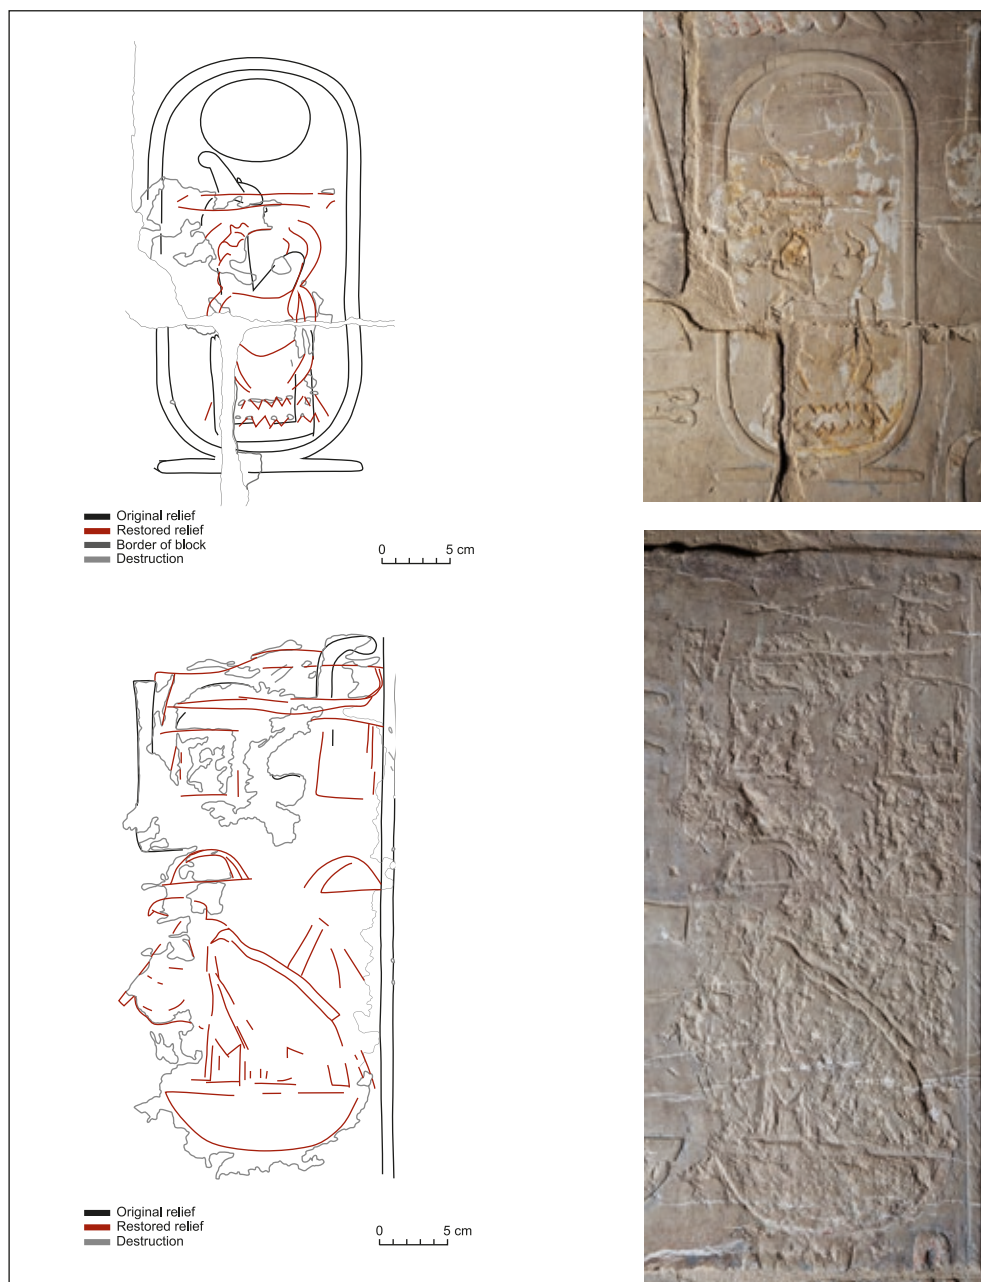 Original relief
Restored relief
Border of block
Destruction
0 5 cm
Original relief
Restored relief
Destruction
0 5 cm